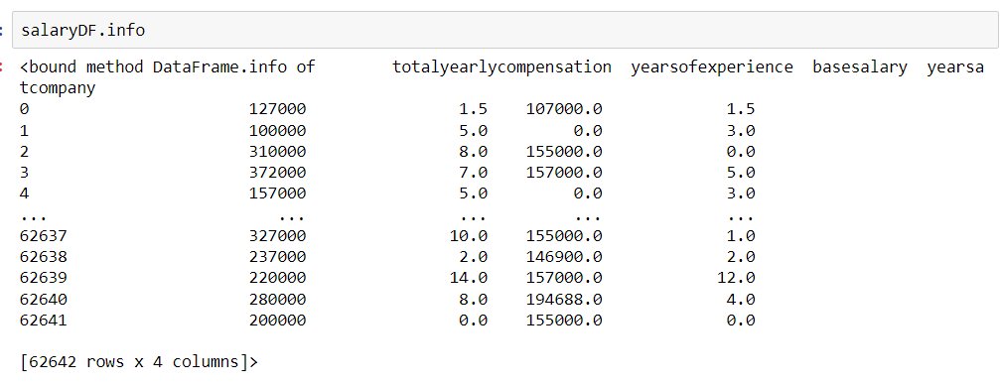 salaryDF.info
<bound method DataFrame.info of        totalyearlycompensation  yearsofexperience  basesalary  yearsa
tcompany
0                       127000                1.5    107000.0             1.5
1                       100000                5.0         0.0             3.0
2                       310000                8.0    155000.0             0.0
3                       372000                7.0    157000.0             5.0
4                       157000                5.0         0.0             3.0
...                        ...                ...         ...             ...
62637                   327000               10.0    155000.0             1.0
62638                   237000                2.0    146900.0             2.0
62639                   220000               14.0    157000.0            12.0
62640                   280000                8.0    194688.0             4.0
62641                   200000                0.0    155000.0             0.0
[62642 rows x 4 columns]>